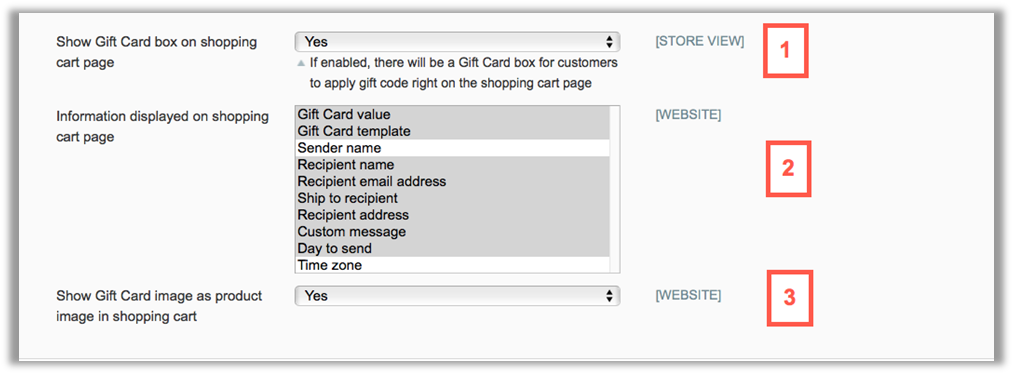 Show Gift Card box on shopping
cart page
Yes
[STORE VIEW]
1
If enabled, there will be a Gift Card box for customers
to apply gift code right on the shopping cart page
Information displayed on shopping
cart page
Gift Card value
Gift Card template
Sender name
Recipient name
Recipient email address
Ship to recipient
Recipient address
Custom message
Day to send
Time zone
[WEBSITE]
2
Show Gift Card image as product
image in shopping cart
Yes
[WEBSITE]
3